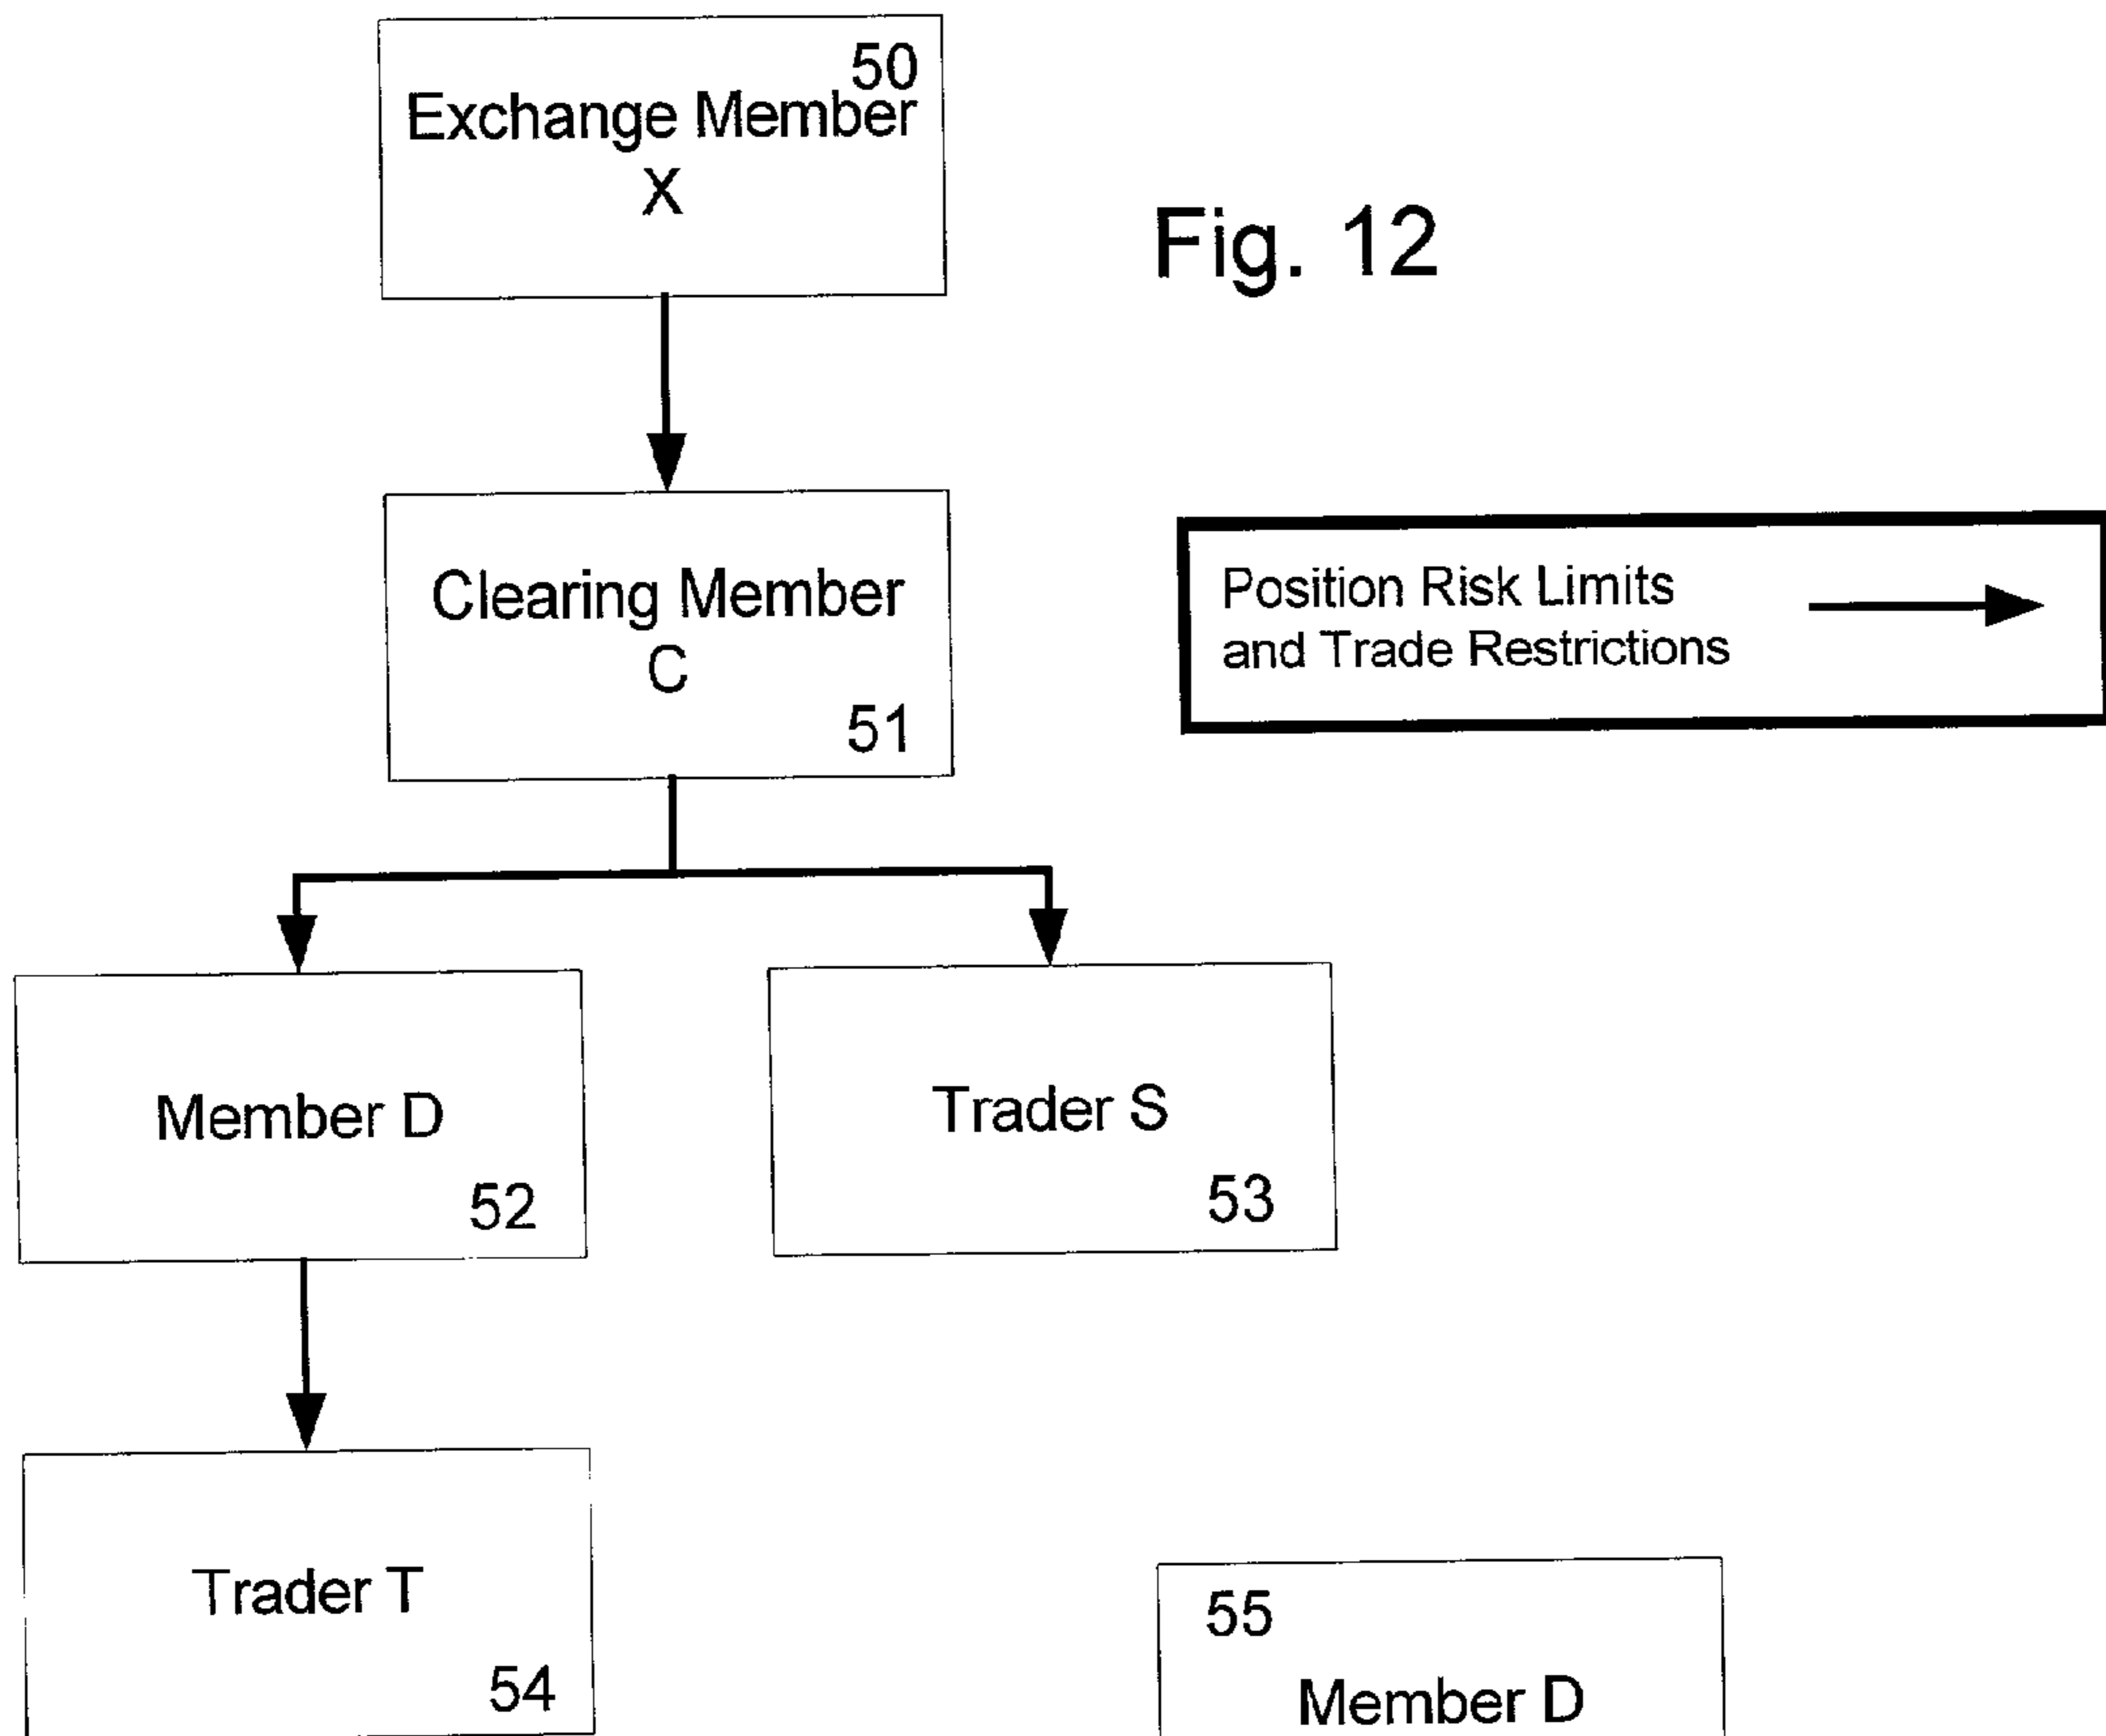 50
Exchange Member
X
Fig. 12
Clearing Member
C
51
Position Risk Limits
and Trade Restrictions
Member D
52
Trader S
53
Trader T
54
55
Member D